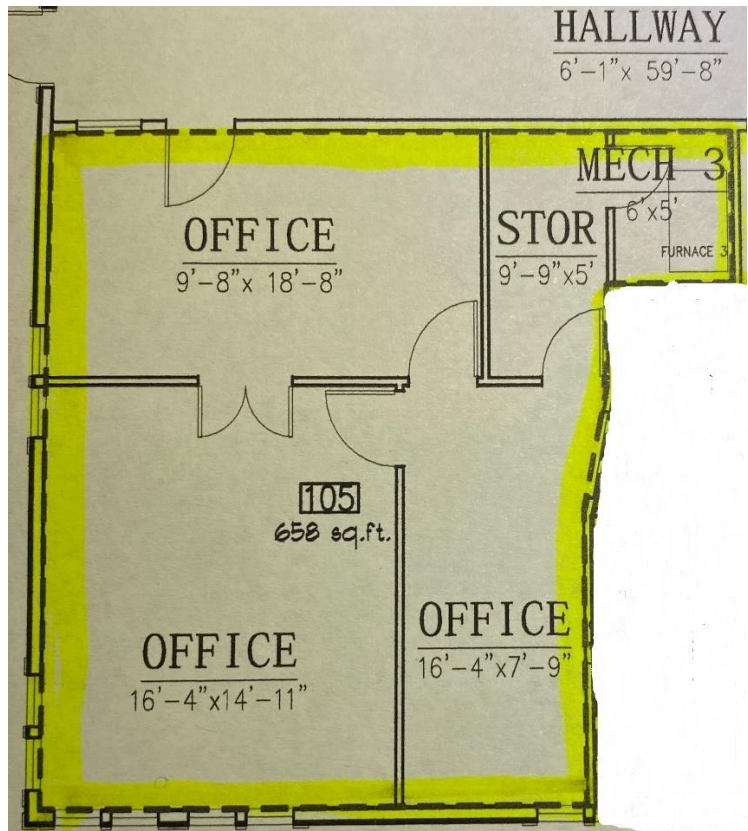 HALLWAY
6'-1"x 59'-8"
MECH 3
6'x5'
FURNACE 3
OFFICE
9'-8"x 18'-8"
STOR
9'-9"x5'
105
658 sq.ft.
OFFICE
16'-4"x14'-11"
OFFICE
16'-4"x7'-9"